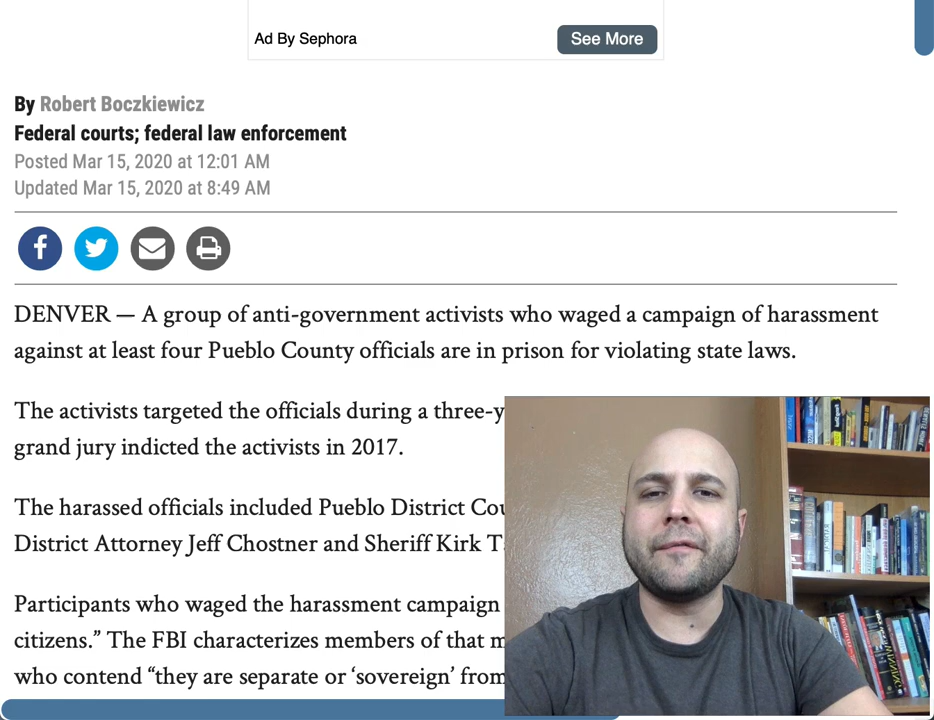 Ad By Sephora
See More
By Robert Boczkiewicz
Federal courts; federal law enforcement
Posted Mar 15, 2020 at 12:01 AM
Updated Mar 15, 2020 at 8:49 AM
DENVER — A group of anti-government activists who waged a campaign of harassment
against at least four Pueblo County officials are in prison for violating state laws.
The activists targeted the officials during a three-y
grand jury indicted the activists in 2017.
The harassed officials included Pueblo District Cou
District Attorney Jeff Chostner and Sheriff Kirk T
Participants who waged the harassment campaign
citizens.” The FBI characterizes members of that m
who contend “they are separate or ‘sovereign’ from